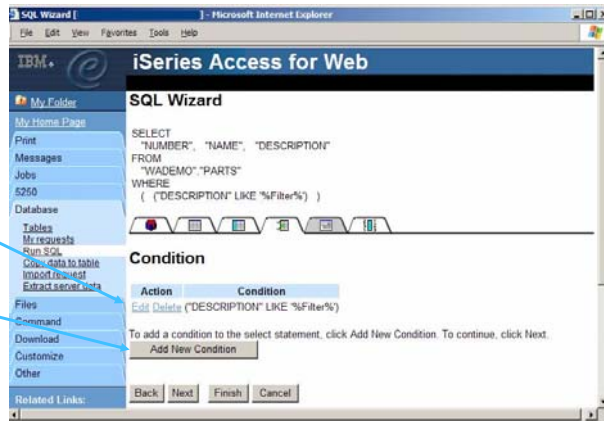 SQL Wizard [ ] - Microsoft Internet Explorer
File Edit View Favorites Tools Help
IBM.
iSeries Access for Web
My Folder
My Home Page
Print
Messages
Jobs
5250
Database
Tables
My requests
Run SQL
Copy data to table
Import request
Extract server data
Files
Command
Download
Customize
Other
Related Links:
SQL Wizard
SELECT
"NUMBER", "NAME", "DESCRIPTION"
FROM
"WADEMO"."PARTS"
WHERE
( ("DESCRIPTION" LIKE '%Filter%') )
Condition
Action Condition
Edit Delete ("DESCRIPTION" LIKE '%Filter%')
To add a condition to the select statement, click Add New Condition. To continue, click Next.
Add New Condition
Back Next Finish Cancel